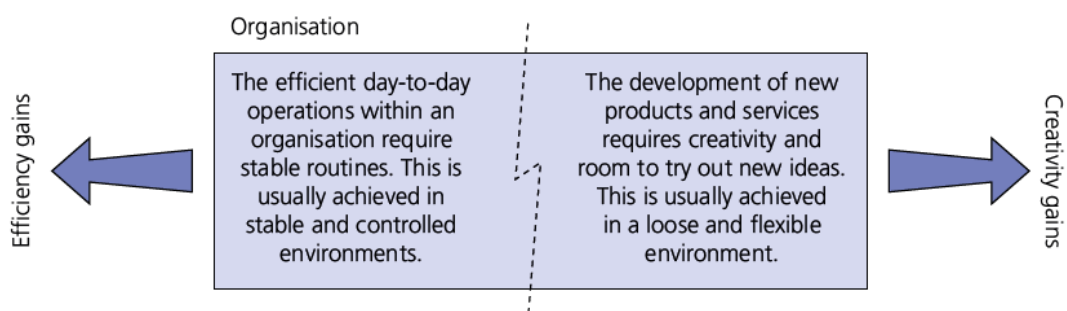 Organisation
Efficiency gains
The efficient day-to-day
operations within an
organisation require
stable routines. This is
usually achieved in
stable and controlled
environments.
The development of new
products and services
requires creativity and
room to try out new ideas.
This is usually achieved
in a loose and flexible
environment.
Creativity gains